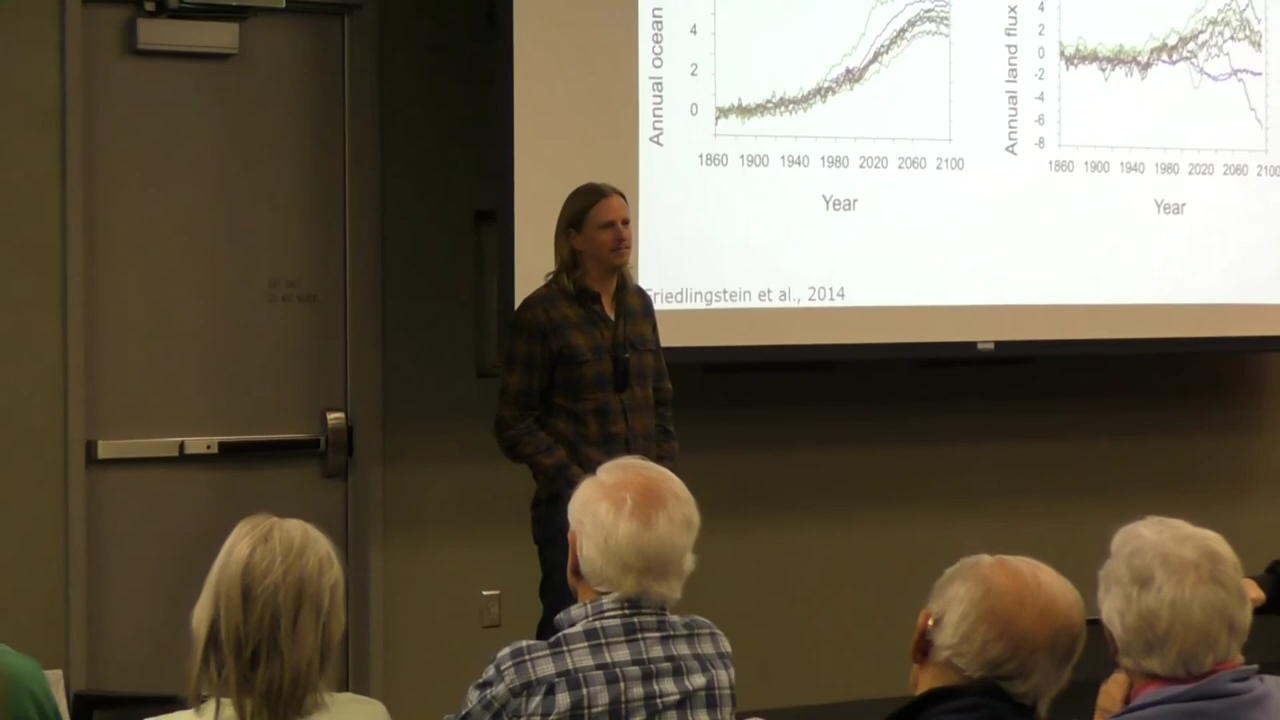 Annual ocean
4
2
0
1860 1900 1940 1980 2020 2060 2100
Year
Annual land flux
4
2
0
-2
-4
-6
-8
1860 1900 1940 1980 2020 2060 2100
Year
Friedlingstein et al., 2014